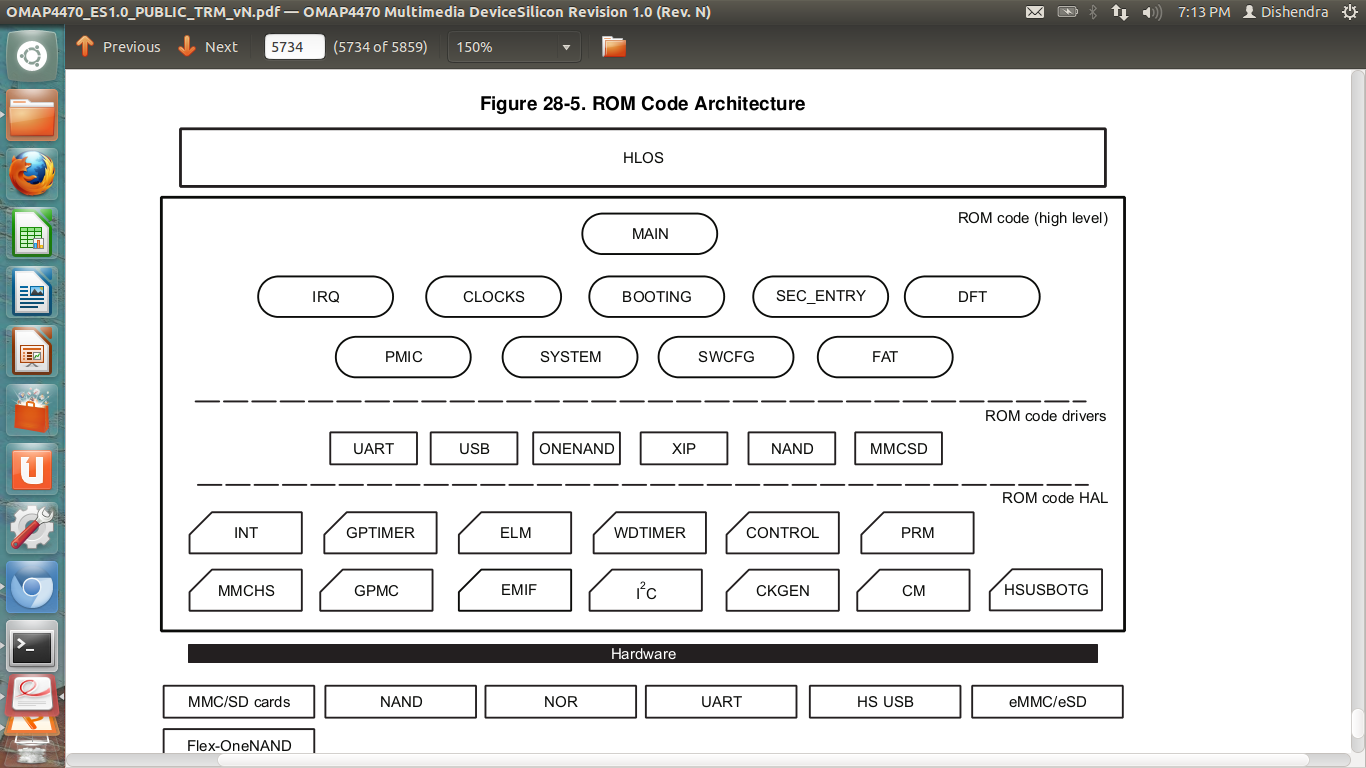 OMAP4470_ES1.0_PUBLIC_TRM_vN.pdf — OMAP4470 Multimedia DeviceSilicon Revision 1.0 (Rev. N) 7:13 PM Dishendra
Previous Next 5734 (5734 of 5859) 150%
Figure 28-5. ROM Code Architecture
HLOS
ROM code (high level)
MAIN
IRQ CLOCKS BOOTING SEC_ENTRY DFT
PMIC SYSTEM SWCFG FAT
ROM code drivers
UART USB ONENAND XIP NAND MMCSD
ROM code HAL
INT GPTIMER ELM WDTIMER CONTROL PRM
MMCHS GPMC EMIF I²C CKGEN CM HSUSBOTG
Hardware
MMC/SD cards NAND NOR UART HS USB eMMC/eSD
Flex-OneNAND